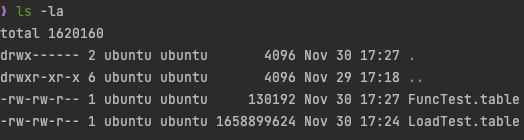 ❯ ls -la
total 1620160
drwx------ 2 ubuntu ubuntu       4096 Nov 30 17:27 .
drwxr-xr-x 6 ubuntu ubuntu       4096 Nov 29 17:18 ..
-rw-rw-r-- 1 ubuntu ubuntu     130192 Nov 30 17:27 FuncTest.table
-rw-rw-r-- 1 ubuntu ubuntu 1658899624 Nov 30 17:24 LoadTest.table